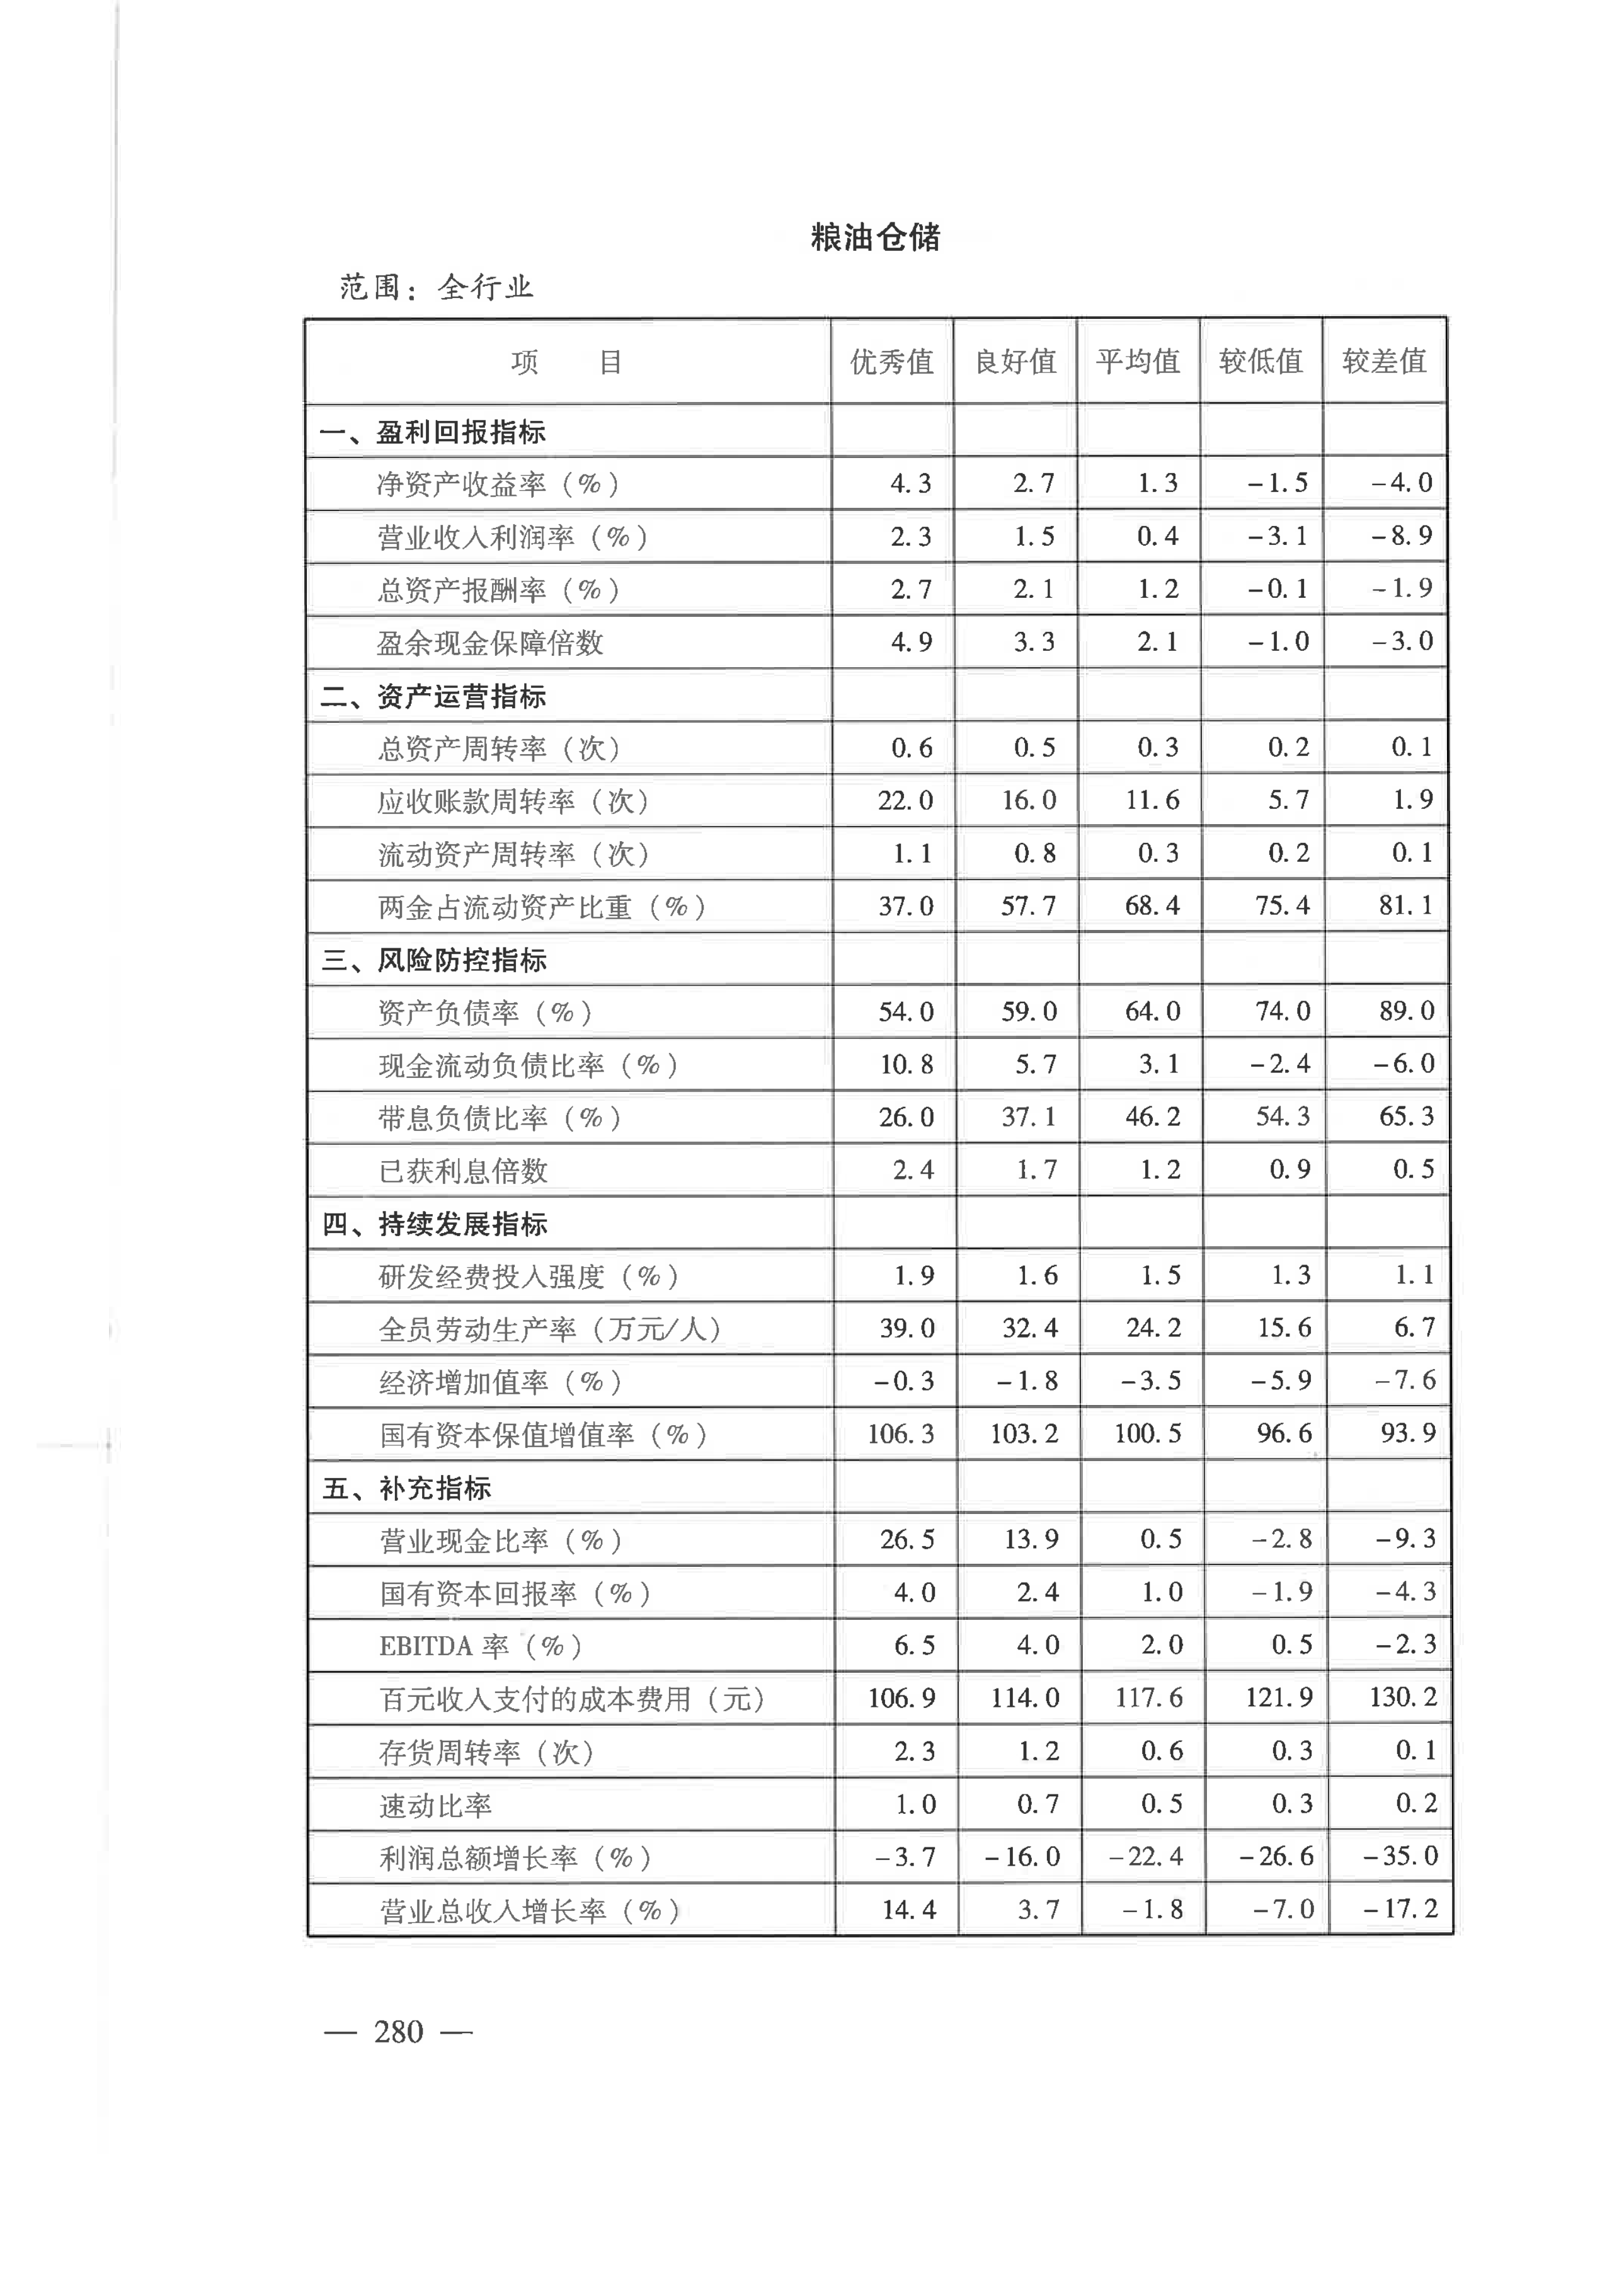 粮油仓储
范围：全行业
项 目 优秀值 良好值 平均值 较低值 较差值
一、盈利回报指标
净资产收益率（%） 4.3 2.7 1.3 -1.5 -4.0
营业收入利润率（%） 2.3 1.5 0.4 -3.1 -8.9
总资产报酬率（%） 2.7 2.1 1.2 -0.1 -1.9
盈余现金保障倍数 4.9 3.3 2.1 -1.0 -3.0
二、资产运营指标
总资产周转率（次） 0.6 0.5 0.3 0.2 0.1
应收账款周转率（次） 22.0 16.0 11.6 5.7 1.9
流动资产周转率（次） 1.1 0.8 0.3 0.2 0.1
两金占流动资产比重（%） 37.0 57.7 68.4 75.4 81.1
三、风险防控指标
资产负债率（%） 54.0 59.0 64.0 74.0 89.0
现金流动负债比率（%） 10.8 5.7 3.1 -2.4 -6.0
带息负债比率（%） 26.0 37.1 46.2 54.3 65.3
已获利息倍数 2.4 1.7 1.2 0.9 0.5
四、持续发展指标
研发经费投入强度（%） 1.9 1.6 1.5 1.3 1.1
全员劳动生产率（万元/人） 39.0 32.4 24.2 15.6 6.7
经济增加值率（%） -0.3 -1.8 -3.5 -5.9 -7.6
国有资本保值增值率（%） 106.3 103.2 100.5 96.6 93.9
五、补充指标
营业现金比率（%） 26.5 13.9 0.5 -2.8 -9.3
国有资本回报率（%） 4.0 2.4 1.0 -1.9 -4.3
EBITDA 率（%） 6.5 4.0 2.0 0.5 -2.3
百元收入支付的成本费用（元） 106.9 114.0 117.6 121.9 130.2
存货周转率（次） 2.3 1.2 0.6 0.3 0.1
速动比率 1.0 0.7 0.5 0.3 0.2
利润总额增长率（%） -3.7 -16.0 -22.4 -26.6 -35.0
营业总收入增长率（%） 14.4 3.7 -1.8 -7.0 -17.2
— 280 —